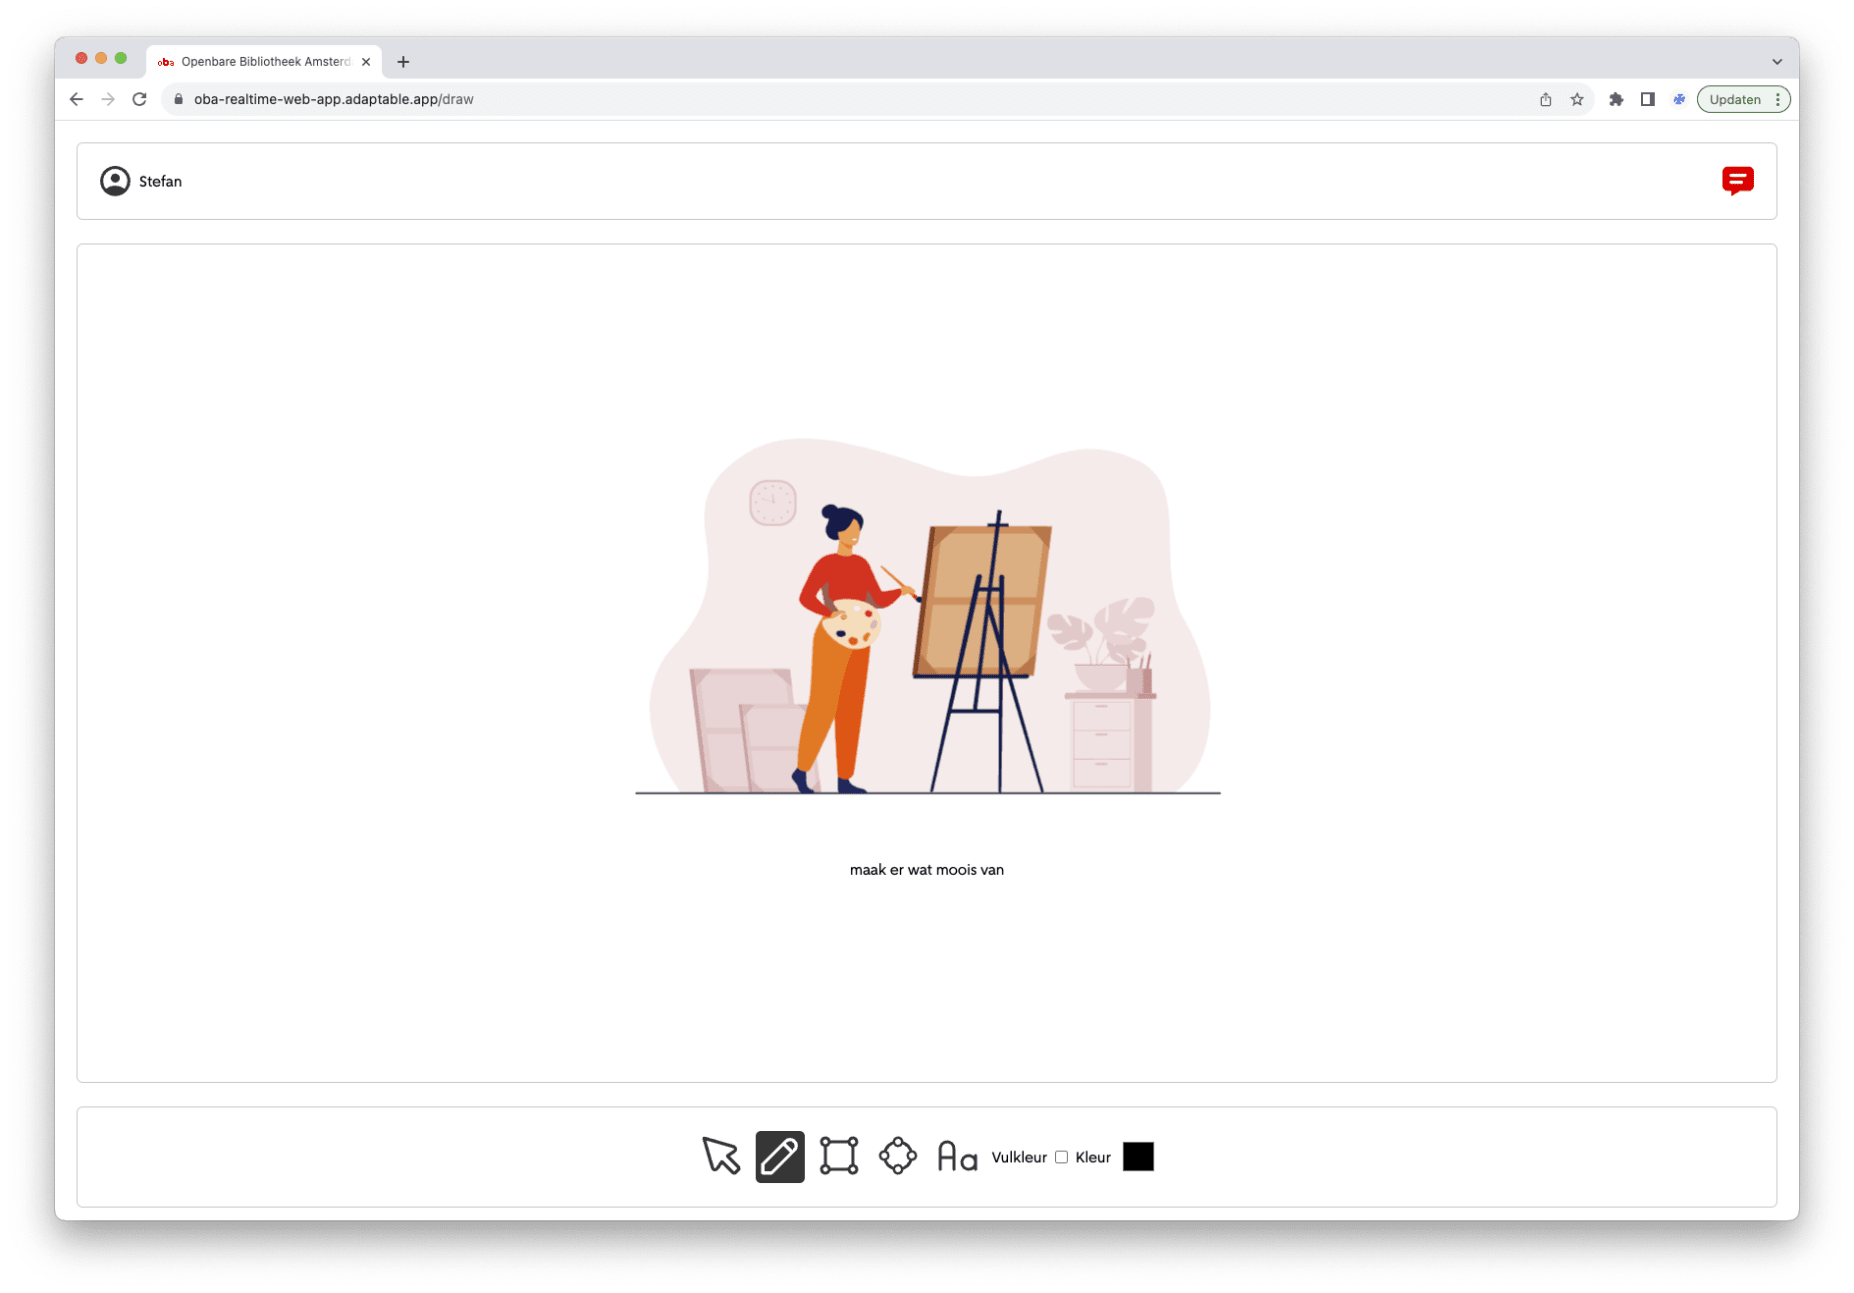 oba Openbare Bibliotheek Amsterd
oba-realtime-web-app.adaptable.app/draw
Updaten
Stefan
maak er wat moois van
Aa Vulkleur Kleur